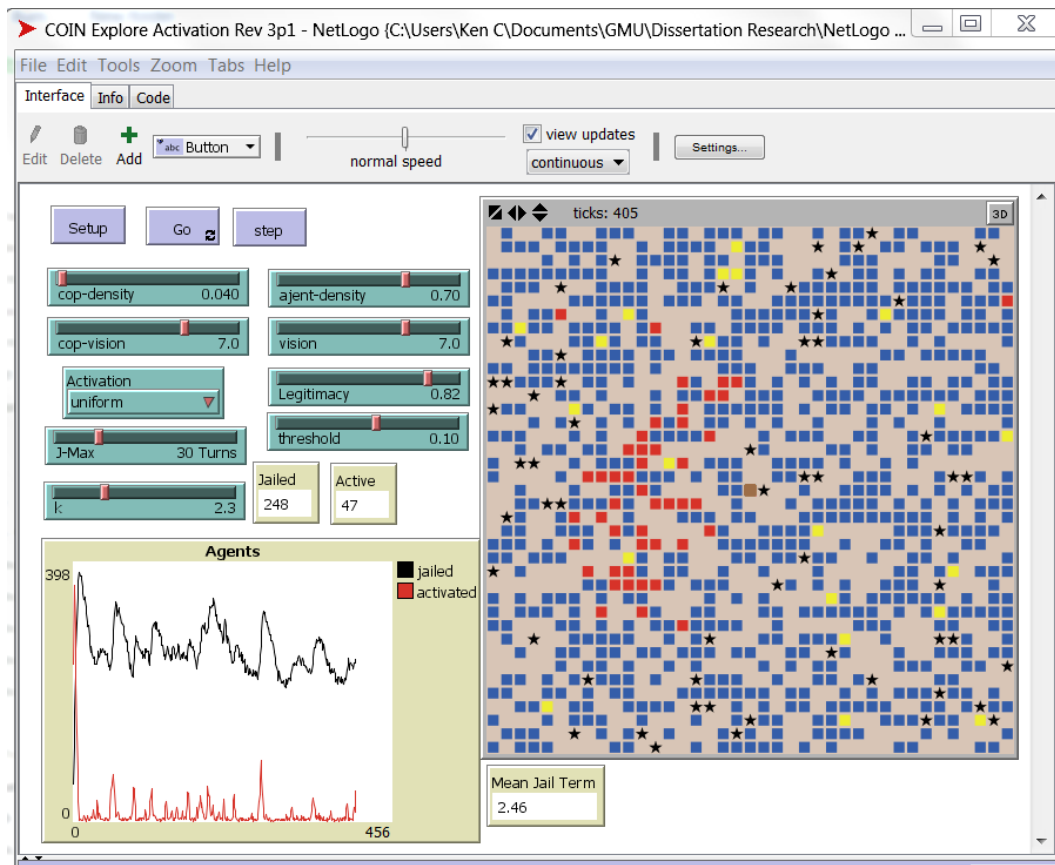 COIN Explore Activation Rev 3p1 - NetLogo {C:\Users\Ken C\Documents\GMU\Dissertation Research\NetLogo ...
File Edit Tools Zoom Tabs Help
Interface Info Code
Edit Delete Add abc Button normal speed view updates continuous Settings...
Setup Go step
ticks: 405 3D
cop-density 0.040
ajent-density 0.70
cop-vision 7.0
vision 7.0
Activation
uniform
Legitimacy 0.82
J-Max 30 Turns
threshold 0.10
k 2.3
Jailed
248
Active
47
Agents
398
jailed
activated
0
0 456
Mean Jail Term
2.46